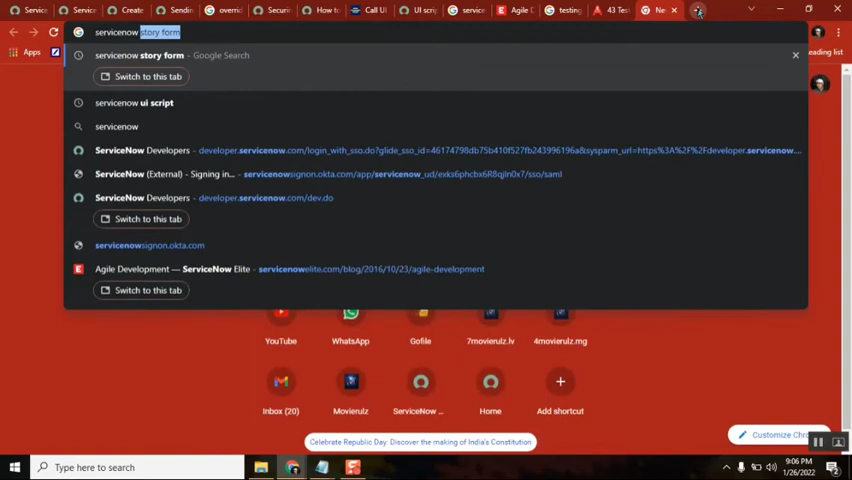 Service
Servic
Create
Sendin
overrid
Securin
How to
Call UI
UI scrip
service
Agile D
testing
43 Test
Ne
servicenow story form
servicenow story form - Google Search
Switch to this tab
servicenow ui script
servicenow
ServiceNow Developers - developer.servicenow.com/login_with_sso.do?glide_sso_id=46174798db75b410f527fb243996196a&sysparm_url=https%3A%2F%2Fdeveloper.servicenow....
ServiceNow (External) - Signing in... - servicenowsignon.okta.com/app/servicenow_ud/exks6phcbx6R8qjIn0x7/sso/saml
ServiceNow Developers - developer.servicenow.com/dev.do
Switch to this tab
servicenowsignon.okta.com
Agile Development — ServiceNow Elite - servicenowelite.com/blog/2016/10/23/agile-development
Switch to this tab
Apps
eading list
YouTube
WhatsApp
Gofile
7movierulz.lv
4movierulz.mg
Inbox (20)
Movierulz
ServiceNow ...
Home
Add shortcut
Celebrate Republic Day: Discover the making of India's Constitution
Customize Chro
Type here to search
9:06 PM
1/26/2022
2